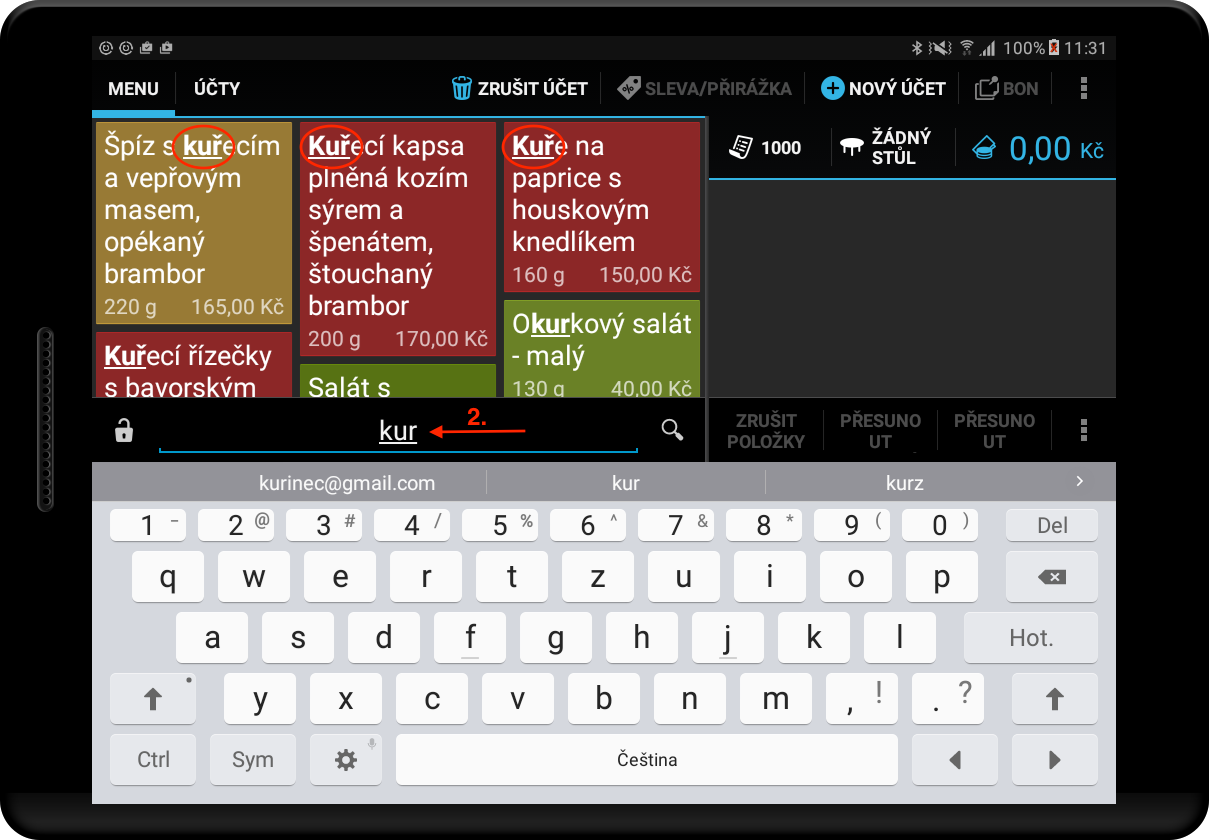 100% 11:31
MENU ÚČTY ZRUŠIT ÚČET SLEVA/PŘIRÁŽKA NOVÝ ÚČET BON
Špíz s kuřecím
a vepřovým
masem,
opékaný
brambor
220 g 165,00 Kč
Kuřecí kapsa
plněná kozím
sýrem a
špenátem,
štouchaný
brambor
200 g 170,00 Kč
Kuře na
paprice s
houskovým
knedlíkem
160 g 150,00 Kč
1000
ŽÁDNÝ
STŮL
0,00 Kč
Kuřecí řízečky
s bavorským
Salát s
Okurkový salát
- malý
130 g 40,00 Kč
kur
2.
ZRUŠIT
POLOŽKY
PŘESUNO
UT
PŘESUNO
UT
kurinec@gmail.com kur kurz >
1 - 2 @ 3 # 4 / 5 % 6 ^ 7 & 8 * 9 ( 0 ) Del
q w e r t z u i o p
a s d f g h j k l Hot.
y x c v b n m , ! . ?
Ctrl Sym Čeština